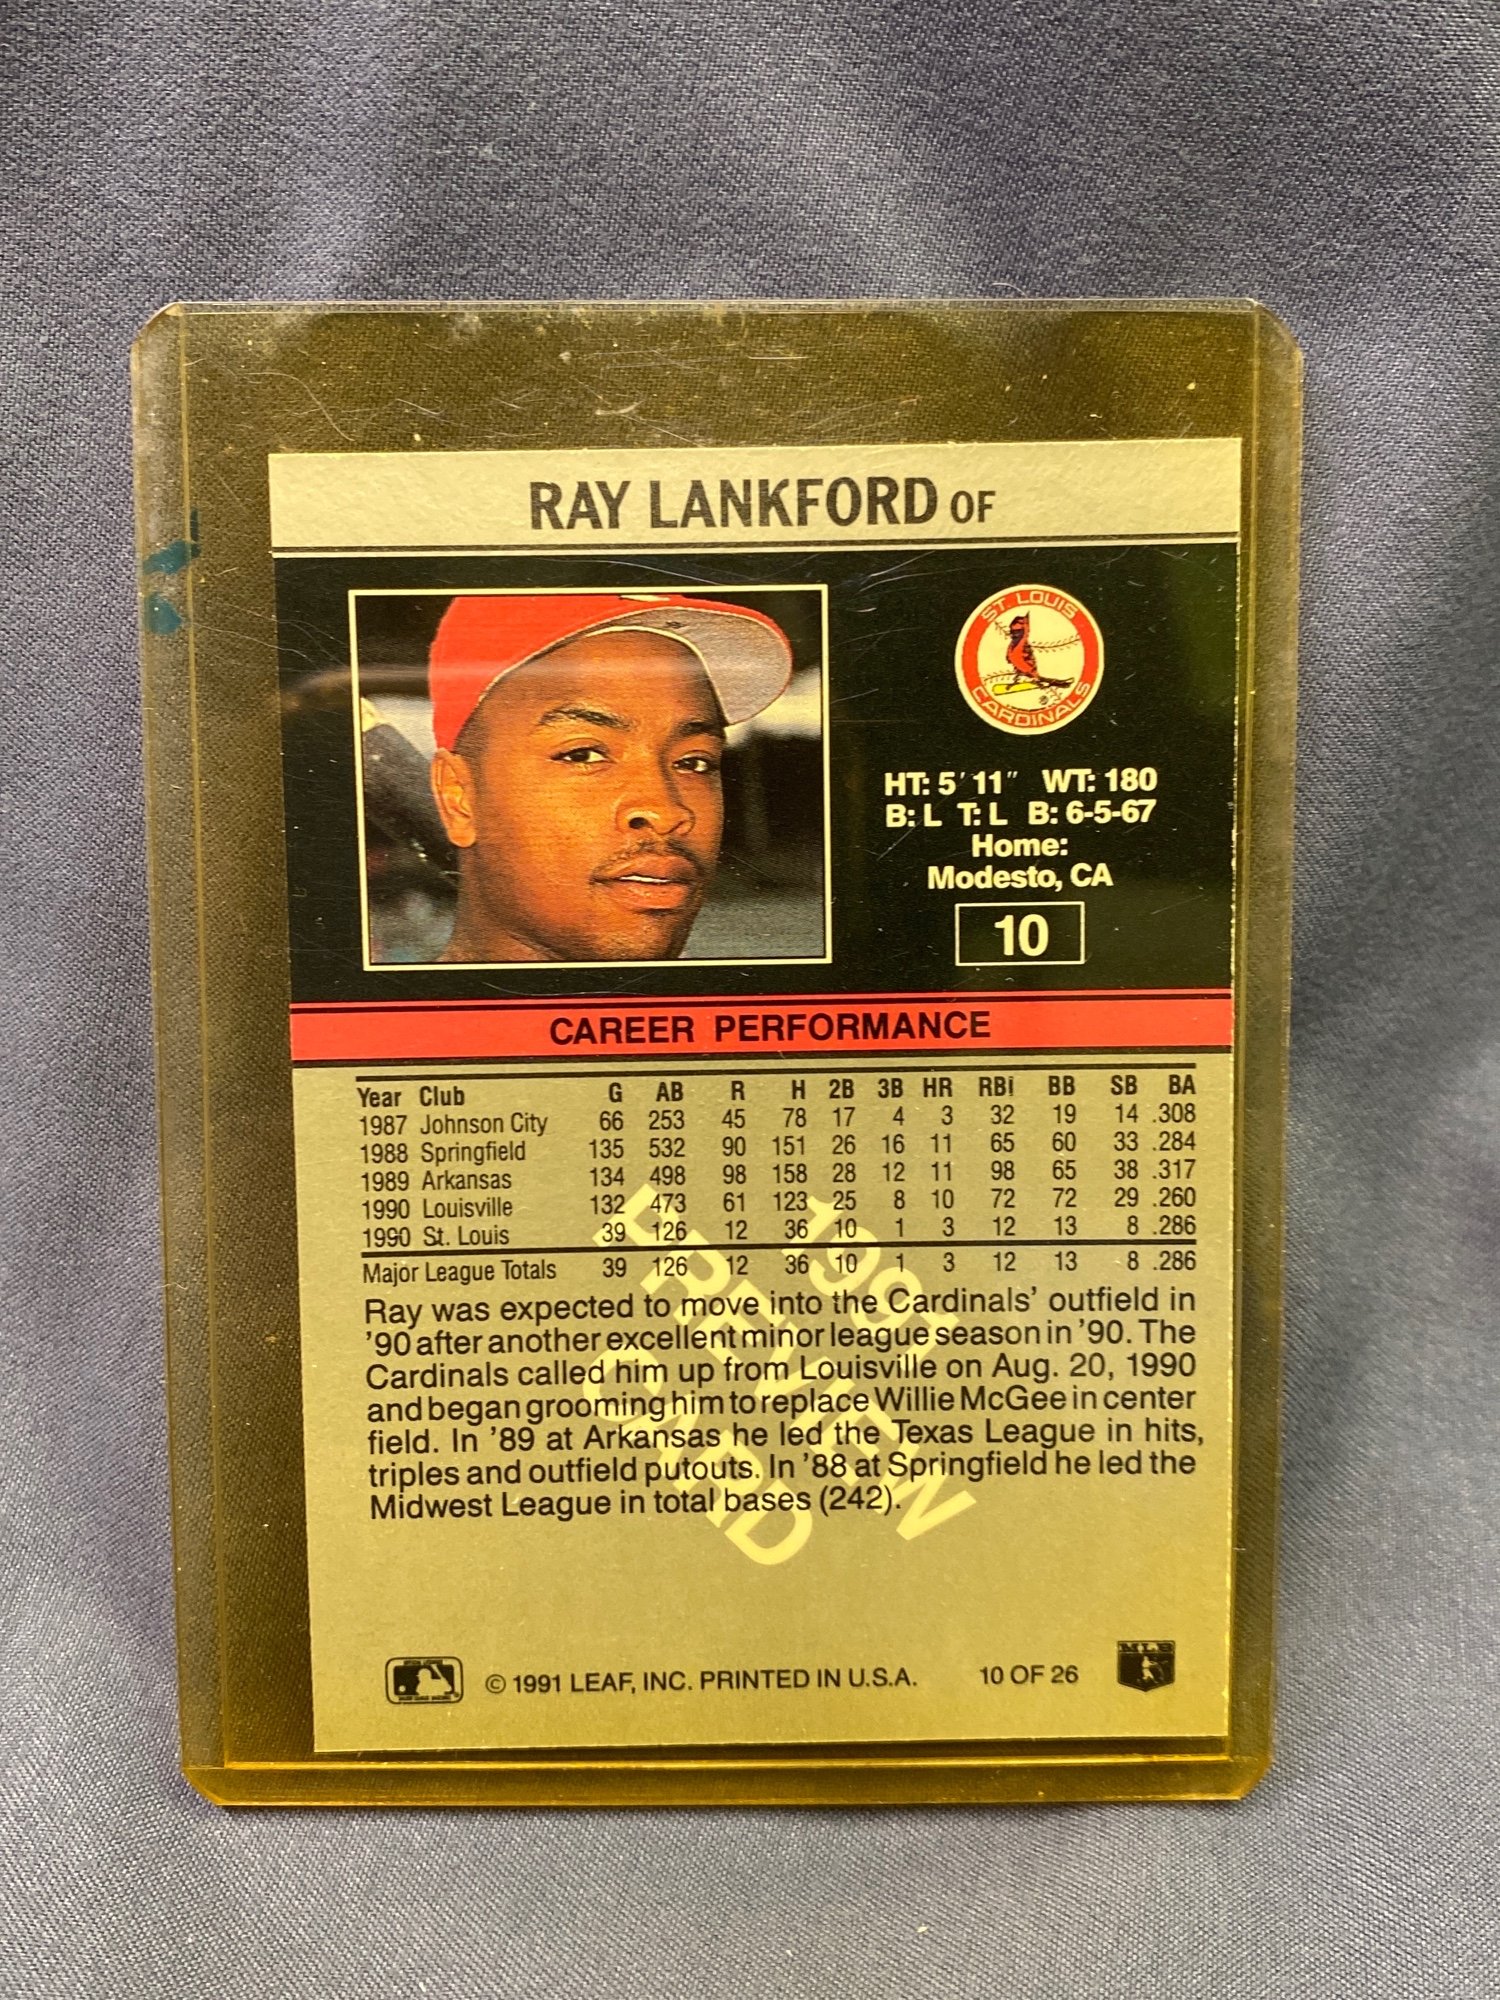 RAY LANKFORD OF
ST. LOUIS
CARDINALS
HT: 5' 11" WT: 180
B: L T: L B: 6-5-67
Home:
Modesto, CA
10
CAREER PERFORMANCE
Year Club G AB R H 2B 3B HR RBI BB SB BA
1987 Johnson City 66 253 45 78 17 4 3 32 19 14 .308
1988 Springfield 135 532 90 151 26 16 11 65 60 33 .284
1989 Arkansas 134 498 98 158 28 12 11 98 65 38 .317
1990 Louisville 132 473 61 123 25 8 10 72 72 29 .260
1990 St. Louis 39 126 12 36 10 1 3 12 13 8 .286
Major League Totals 39 126 12 36 10 1 3 12 13 8 .286
Ray was expected to move into the Cardinals' outfield in
'90 after another excellent minor league season in '90. The
Cardinals called him up from Louisville on Aug. 20, 1990
and began grooming him to replace Willie McGee in center
field. In '89 at Arkansas he led the Texas League in hits,
triples and outfield putouts. In '88 at Springfield he led the
Midwest League in total bases (242).
1991
PREVIEW
CARD
© 1991 LEAF, INC. PRINTED IN U.S.A. 10 OF 26
MLB